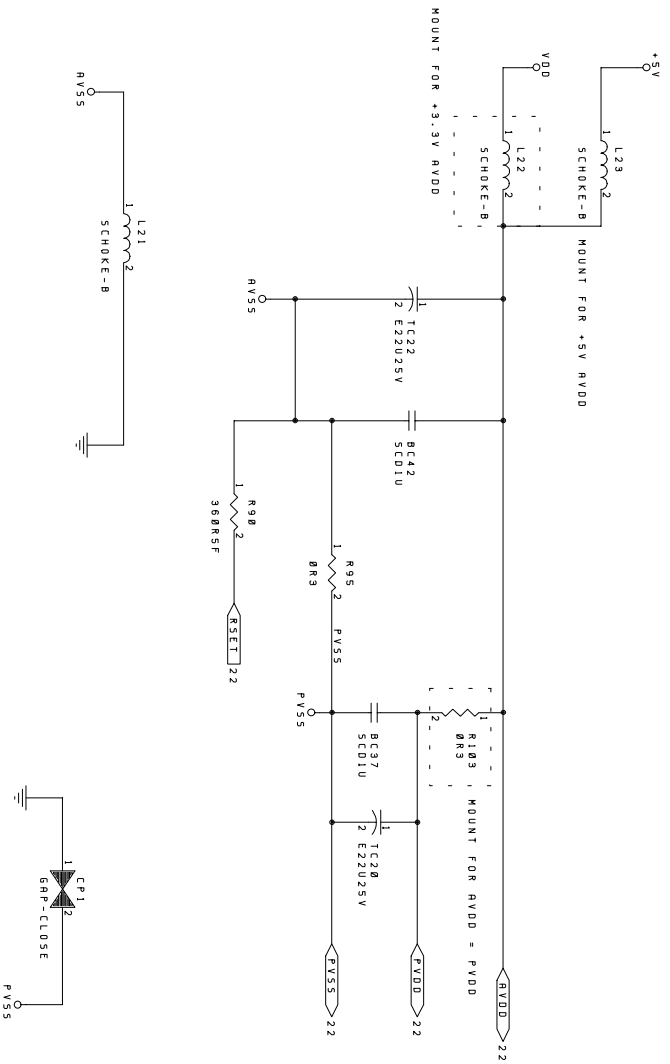 +5V
L23
1 2
SCHOKE-B
MOUNT FOR +5V AVDD
VDD
L22
1 2
SCHOKE-B
MOUNT FOR +3.3V AVDD
TC22
1
2
E22U25V
AVSS
BC42
SCD1U
R90
1 2
360R5F
RSET 22
R95
1 2
0R3
PVSS
PVSS
R103
1
2
0R3
MOUNT FOR AVDD = PVDD
BC37
SCD1U
TC20
1
2
E22U25V
AVDD 22
PVDD 22
PVSS 22
AVSS
L21
1 2
SCHOKE-B
CP1
1 2
GAP-CLOSE
PVSS